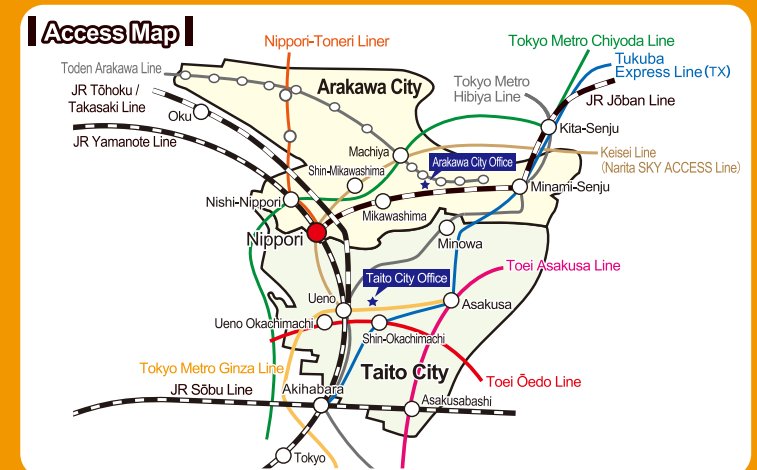 Access Map
Nippori-Toneri Liner
Tokyo Metro Chiyoda Line
Toden Arakawa Line
Tukuba
Express Line (TX)
Arakawa City
Tokyo Metro
Hibiya Line
JR Tōhoku /
Takasaki Line
JR Jōban Line
Oku
Kita-Senju
JR Yamanote Line
Machiya
Arakawa City Office
Keisei Line
(Narita SKY ACCESS Line)
Shin-Mikawashima
Minami-Senju
Nishi-Nippori
Mikawashima
Nippori
Minowa
Toei Asakusa Line
Taito City Office
Ueno
Asakusa
Ueno Okachimachi
Shin-Okachimachi
Tokyo Metro Ginza Line
Taito City
Toei Ōedo Line
JR Sōbu Line
Akihabara
Asakusabashi
Tokyo